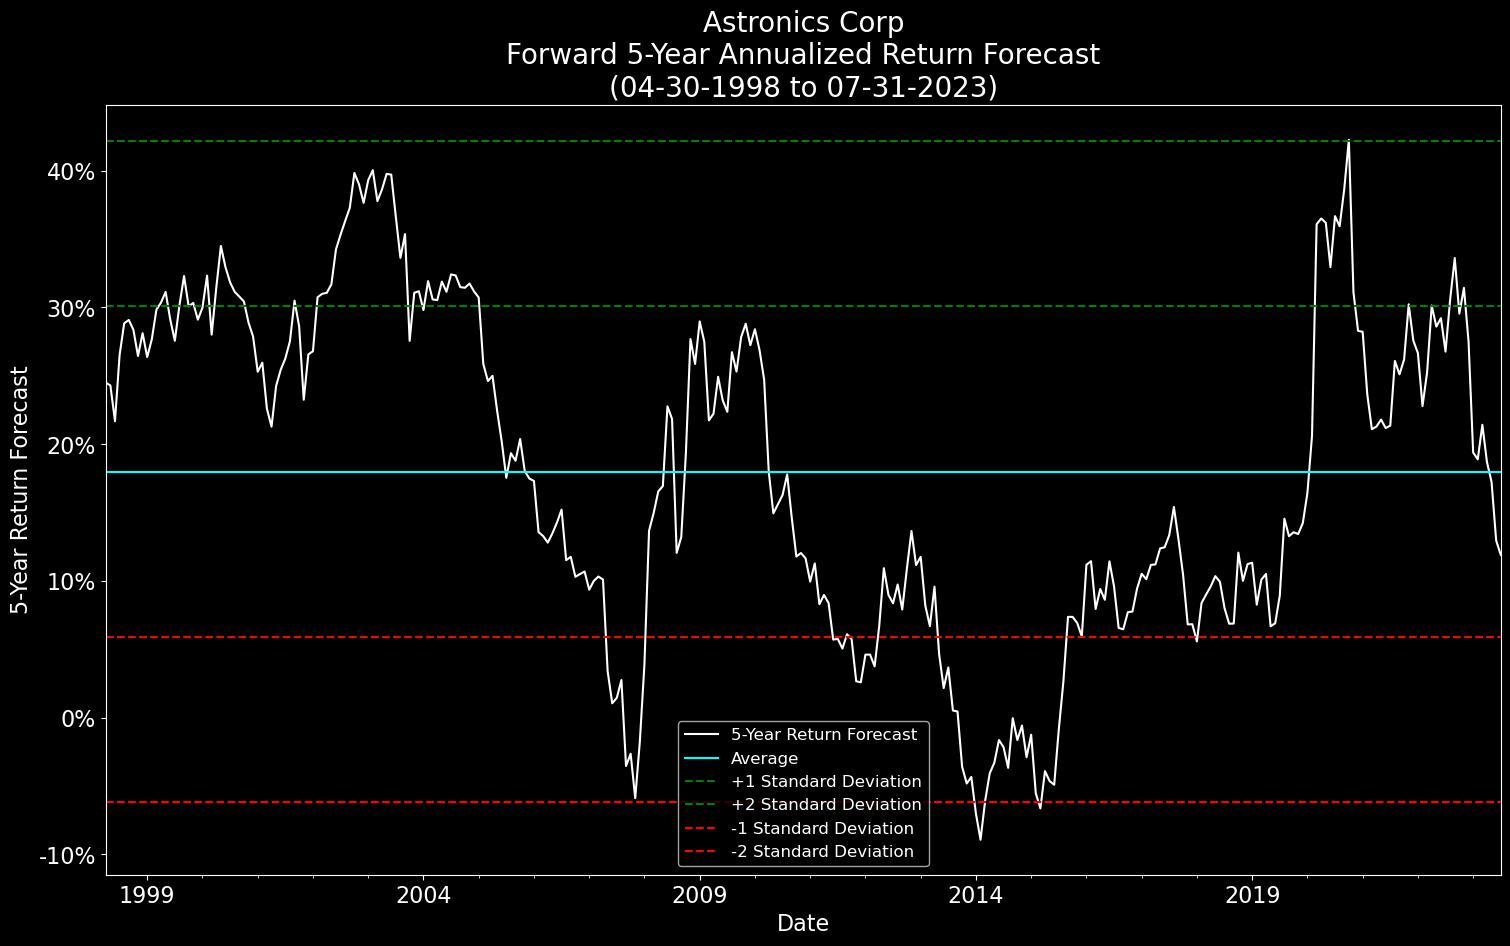 Astronics Corp
Forward 5-Year Annualized Return Forecast
(04-30-1998 to 07-31-2023)
5-Year Return Forecast
40%
30%
20%
10%
0%
-10%
5-Year Return Forecast
Average
+1 Standard Deviation
+2 Standard Deviation
-1 Standard Deviation
-2 Standard Deviation
1999 2004 2009 2014 2019
Date